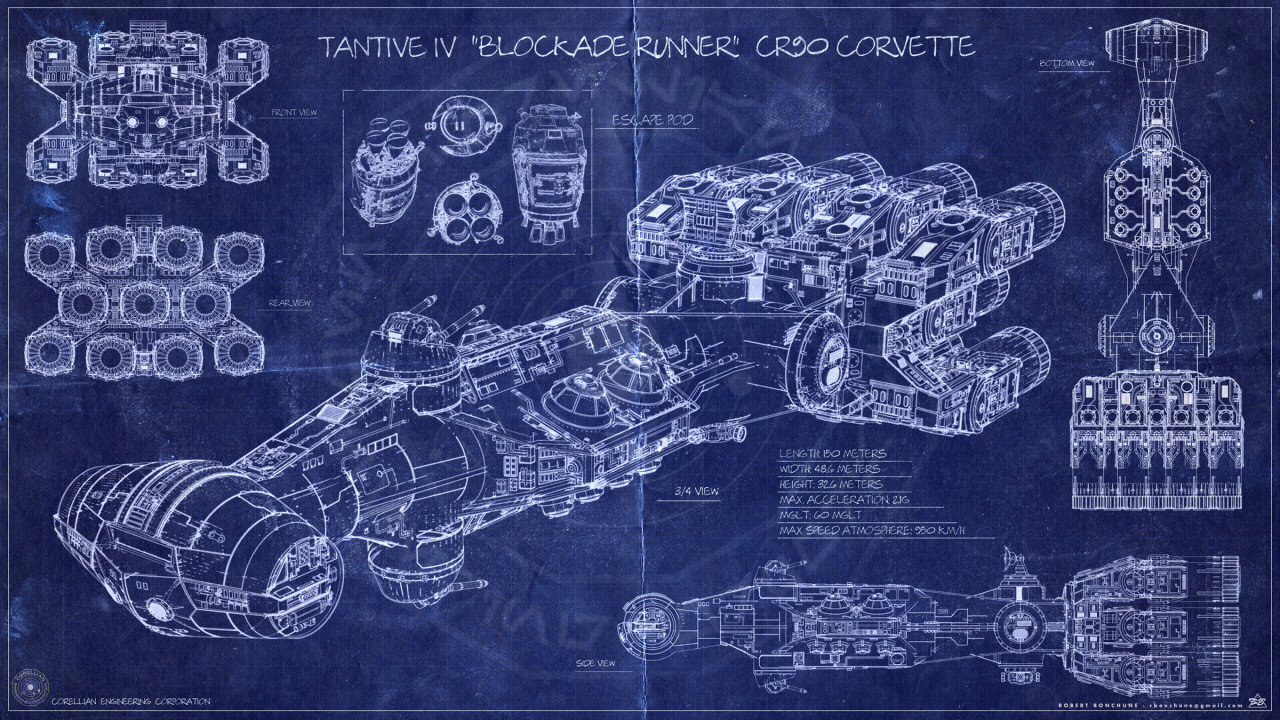 TANTIVE IV "BLOCKADE RUNNER" CR90 CORVETTE
BOTTOM VIEW
FRONT VIEW
ESCAPE POD
REAR VIEW
LENGTH: 150 METERS
WIDTH: 48.6 METERS
HEIGHT: 32.6 METERS
MAX. ACCELERATION: 2.1G
MGLT: 60 MGLT
MAX SPEED ATMOSPHERE: 950 K.M/H
3/4 VIEW
SIDE VIEW
CORELLIAN ENGINEERING CORPORATION
ROBERT BONCHUNE - rbonchune@gmail.com